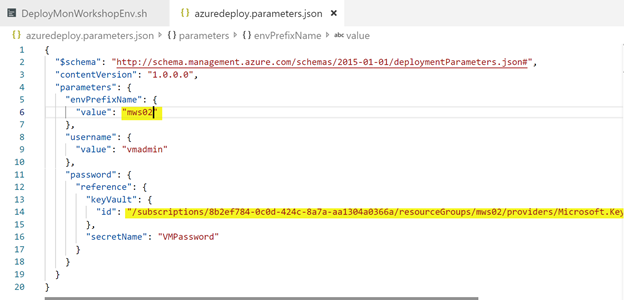 DeployMonWorkshopEnv.sh
{ } azuredeploy.parameters.json ×
{ } azuredeploy.parameters.json > { } parameters > { } envPrefixName > abc value
1 {
2 "$schema": "http://schema.management.azure.com/schemas/2015-01-01/deploymentParameters.json#",
3 "contentVersion": "1.0.0.0",
4 "parameters": {
5 "envPrefixName": {
6 "value": "mws02"
7 },
8 "username": {
9 "value": "vmadmin"
10 },
11 "password": {
12 "reference": {
13 "keyVault": {
14 "id": "/subscriptions/8b2ef784-0c0d-424c-8a7a-aa1304a0366a/resourceGroups/mws02/providers/Microsoft.Key
15 },
16 "secretName": "VMPassword"
17 }
18 }
19 }
20 }